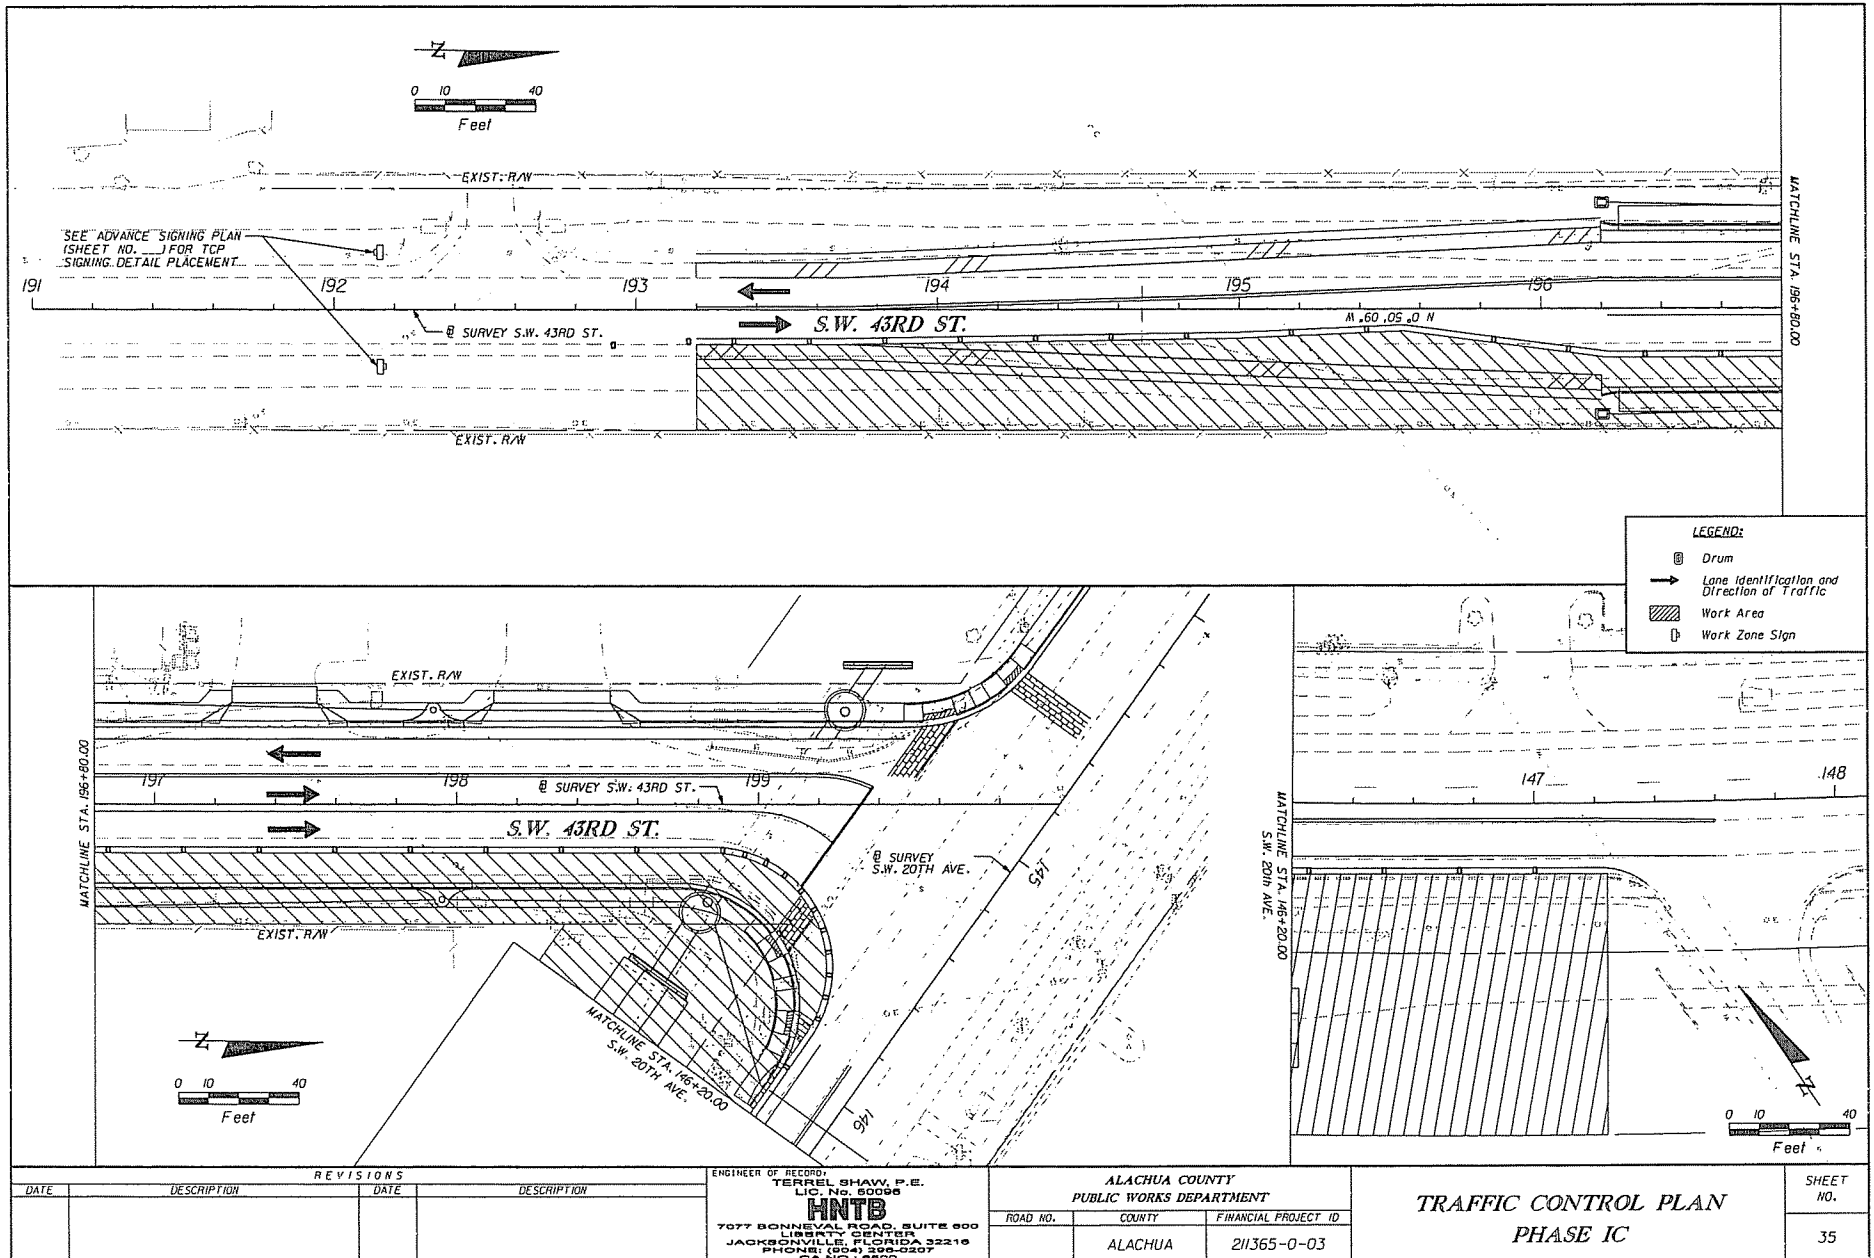 N
0 10 40
Feet
EXIST. R/W
SEE ADVANCE SIGNING PLAN
(SHEET NO. ___) FOR TCP
SIGNING DETAIL PLACEMENT
191 192 193 194 195 196
℄ SURVEY S.W. 43RD ST.
S.W. 43RD ST.
N 0°50'09" W
EXIST. R/W
MATCHLINE STA. 196+80.00
LEGEND:
Drum
Lane Identification and
Direction of Traffic
Work Area
Work Zone Sign
MATCHLINE STA. 196+80.00
EXIST. R/W
197 198 199
℄ SURVEY S.W. 43RD ST.
S.W. 43RD ST.
℄ SURVEY
S.W. 20TH AVE.
145
EXIST. R/W
MATCHLINE STA. 146+20.00
S.W. 20TH AVE.
146
N
0 10 40
Feet
MATCHLINE STA. 146+20.00
S.W. 20th AVE.
147 148
N
0 10 40
Feet
REVISIONS
DATE DESCRIPTION DATE DESCRIPTION
ENGINEER OF RECORD:
TERREL SHAW, P.E.
LIC. No. 50096
HNTB
7077 BONNEVAL ROAD, SUITE 600
LIBERTY CENTER
JACKSONVILLE, FLORIDA 32216
PHONE: (904) 296-0207
ALACHUA COUNTY
PUBLIC WORKS DEPARTMENT
ROAD NO. COUNTY FINANCIAL PROJECT ID
ALACHUA 211365-0-03
TRAFFIC CONTROL PLAN
PHASE IC
SHEET
NO.
35